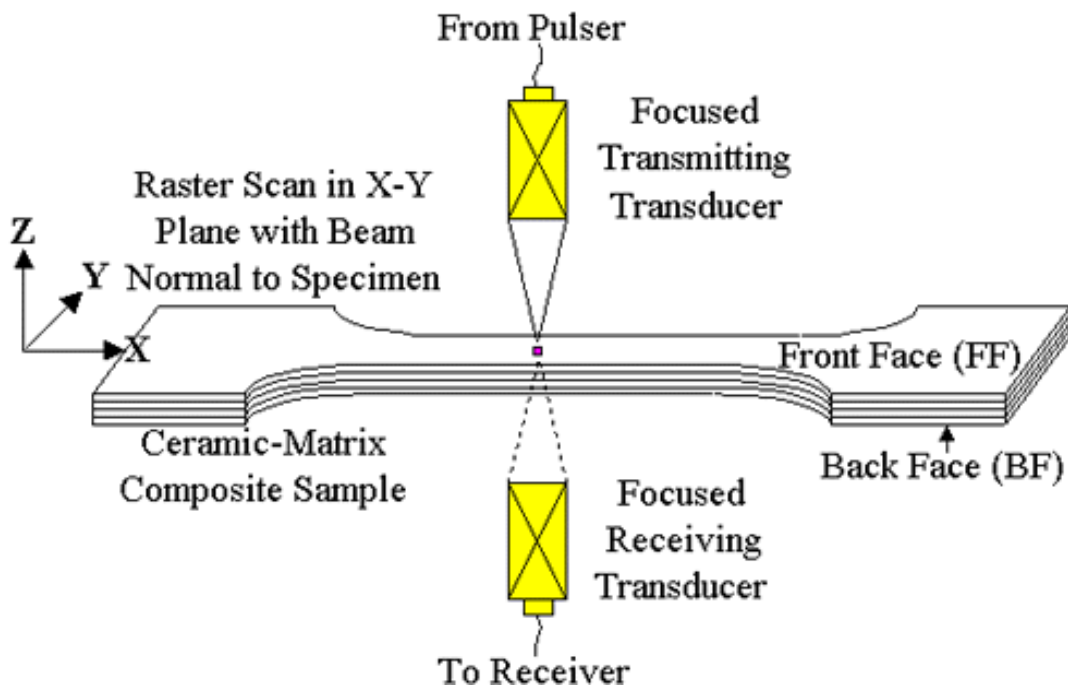 From Pulser
Focused
Transmitting
Transducer
Raster Scan in X-Y
Plane with Beam
Normal to Specimen
Z
Y
X
Front Face (FF)
Ceramic-Matrix
Composite Sample
Back Face (BF)
Focused
Receiving
Transducer
To Receiver